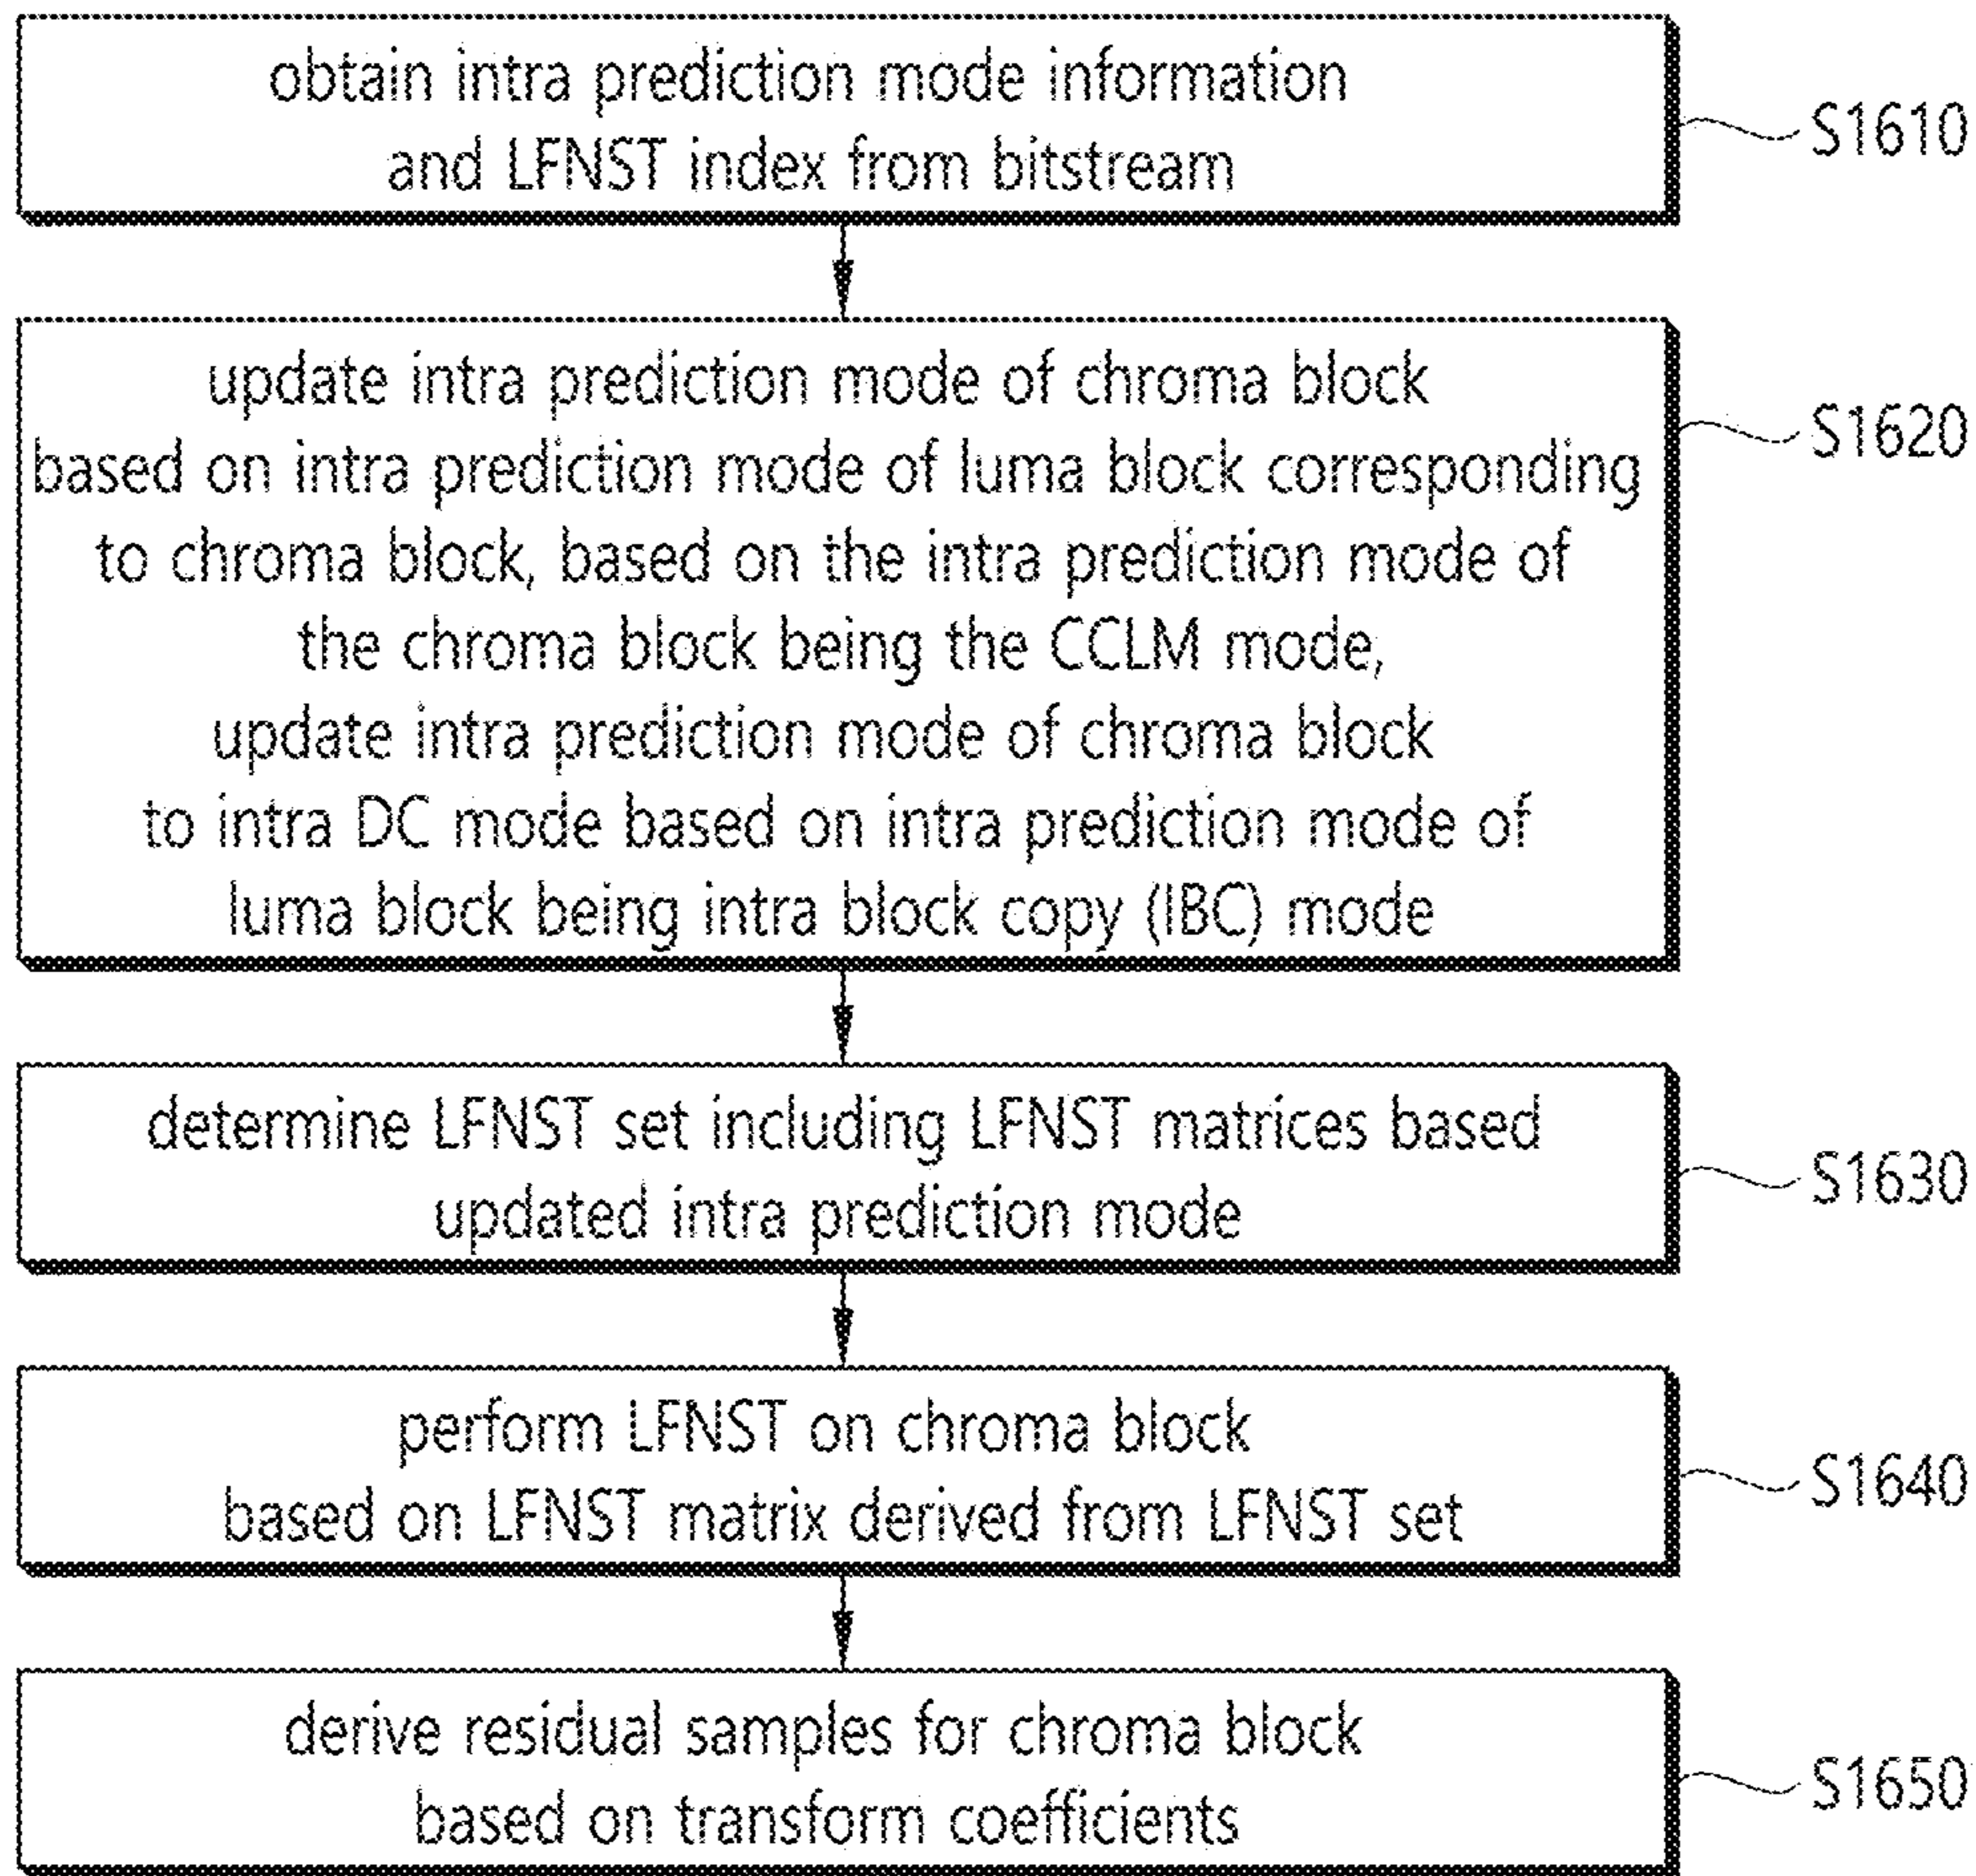 obtain intra prediction mode information
and LFNST index from bitstream
S1610
update intra prediction mode of chroma block
based on intra prediction mode of luma block corresponding
to chroma block, based on the intra prediction mode of
the chroma block being the CCLM mode,
update intra prediction mode of chroma block
to intra DC mode based on intra prediction mode of
luma block being intra block copy (IBC) mode
S1620
determine LFNST set including LFNST matrices based
updated intra prediction mode
S1630
perform LFNST on chroma block
based on LFNST matrix derived from LFNST set
S1640
derive residual samples for chroma block
based on transform coefficients
S1650